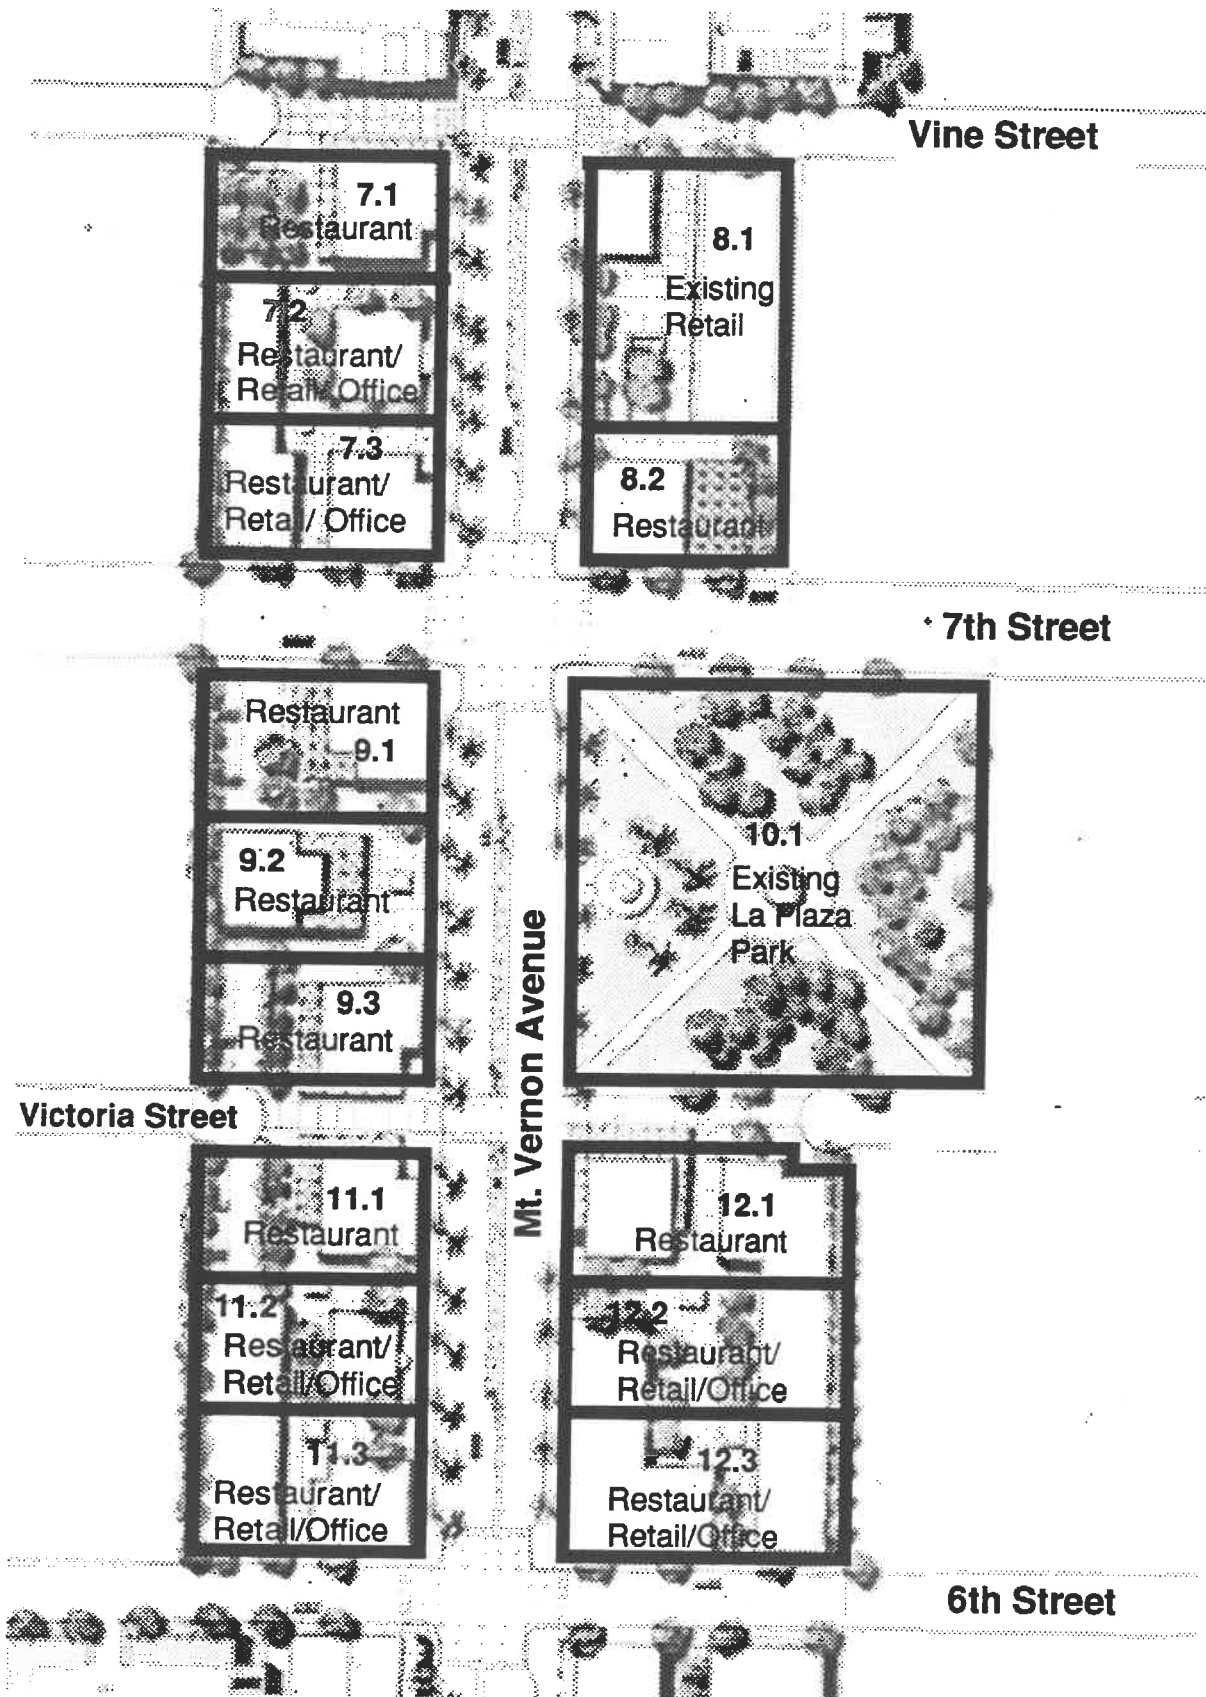 Vine Street
7.1
Restaurant
8.1
Existing
Retail
7.2
Restaurant/
Retail/ Office
7.3
Restaurant/
Retail/ Office
8.2
Restaurant
7th Street
Restaurant
9.1
9.2
Restaurant
10.1
Existing
La Plaza
Park
9.3
Restaurant
Mt. Vernon Avenue
Victoria Street
11.1
Restaurant
12.1
Restaurant
11.2
Restaurant/
Retail/Office
12.2
Restaurant/
Retail/Office
11.3
Restaurant/
Retail/Office
12.3
Restaurant/
Retail/Office
6th Street